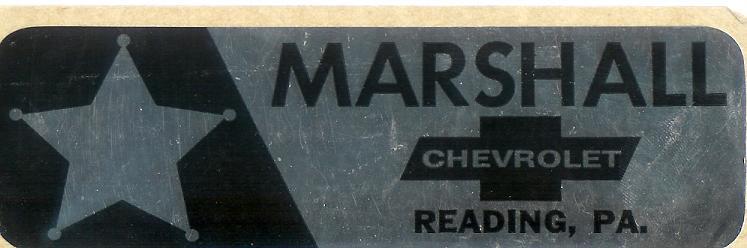 MARSHALL
CHEVROLET
READING, PA.